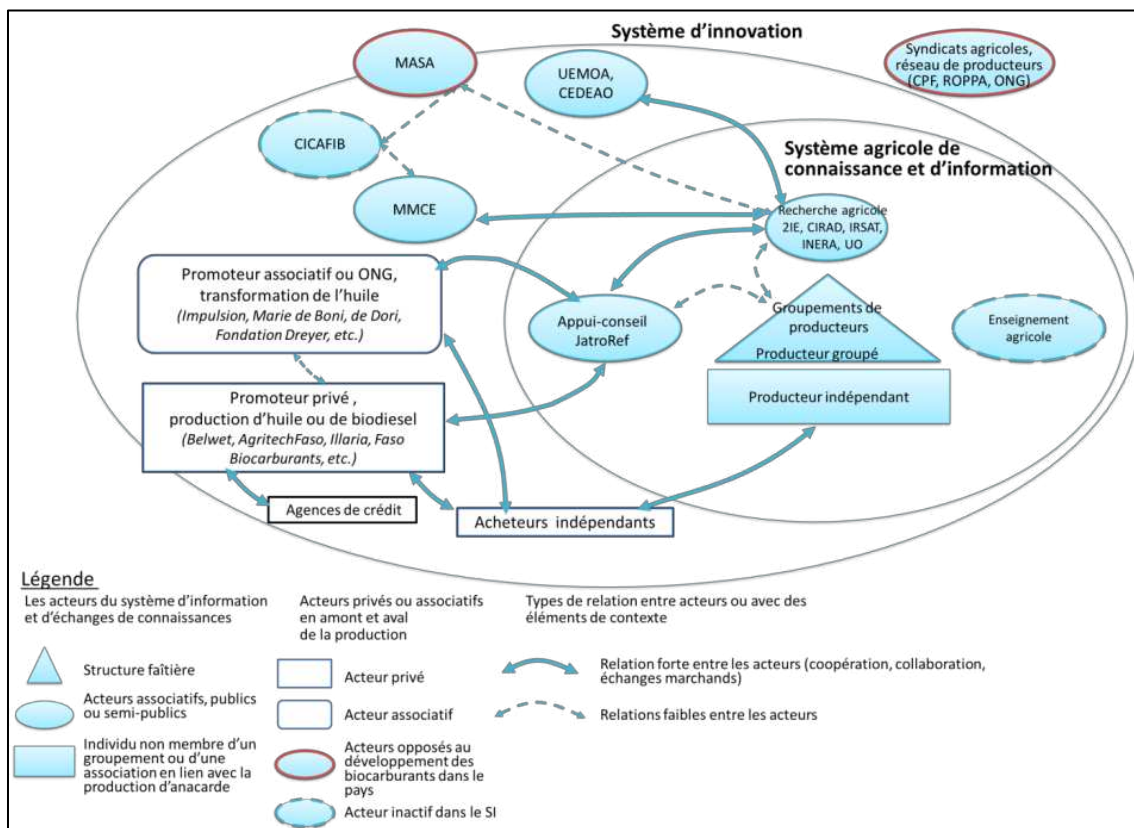 Système d'innovation
MASA
UEMOA,
CEDEAO
Syndicats agricoles,
réseau de producteurs
(CPF, ROPPA, ONG)
CICAFIB
Système agricole de
connaissance et d'information
MMCE
Recherche agricole
2IE, CIRAD, IRSAT,
INERA, UO
Promoteur associatif ou ONG,
transformation de l'huile
(Impulsion, Marie de Boni, de Dori,
Fondation Dreyer, etc.)
Appui-conseil
JatroRef
Groupements de
producteurs
Producteur groupé
Enseignement
agricole
Producteur indépendant
Promoteur privé ,
production d'huile ou de biodiesel
(Belwet, AgritechFaso, Illaria, Faso
Biocarburants, etc.)
Agences de crédit
Acheteurs indépendants
Légende
Les acteurs du système d'information
et d'échanges de connaissances
Structure faîtière
Acteurs associatifs, publics
ou semi-publics
Individu non membre d'un
groupement ou d'une
association en lien avec la
production d'anacarde
Acteurs privés ou associatifs
en amont et aval
de la production
Acteur privé
Acteur associatif
Acteurs opposés au
développement des
biocarburants dans le
pays
Acteur inactif dans le SI
Types de relation entre acteurs ou avec des
éléments de contexte
Relation forte entre les acteurs (coopération, collaboration,
échanges marchands)
Relations faibles entre les acteurs